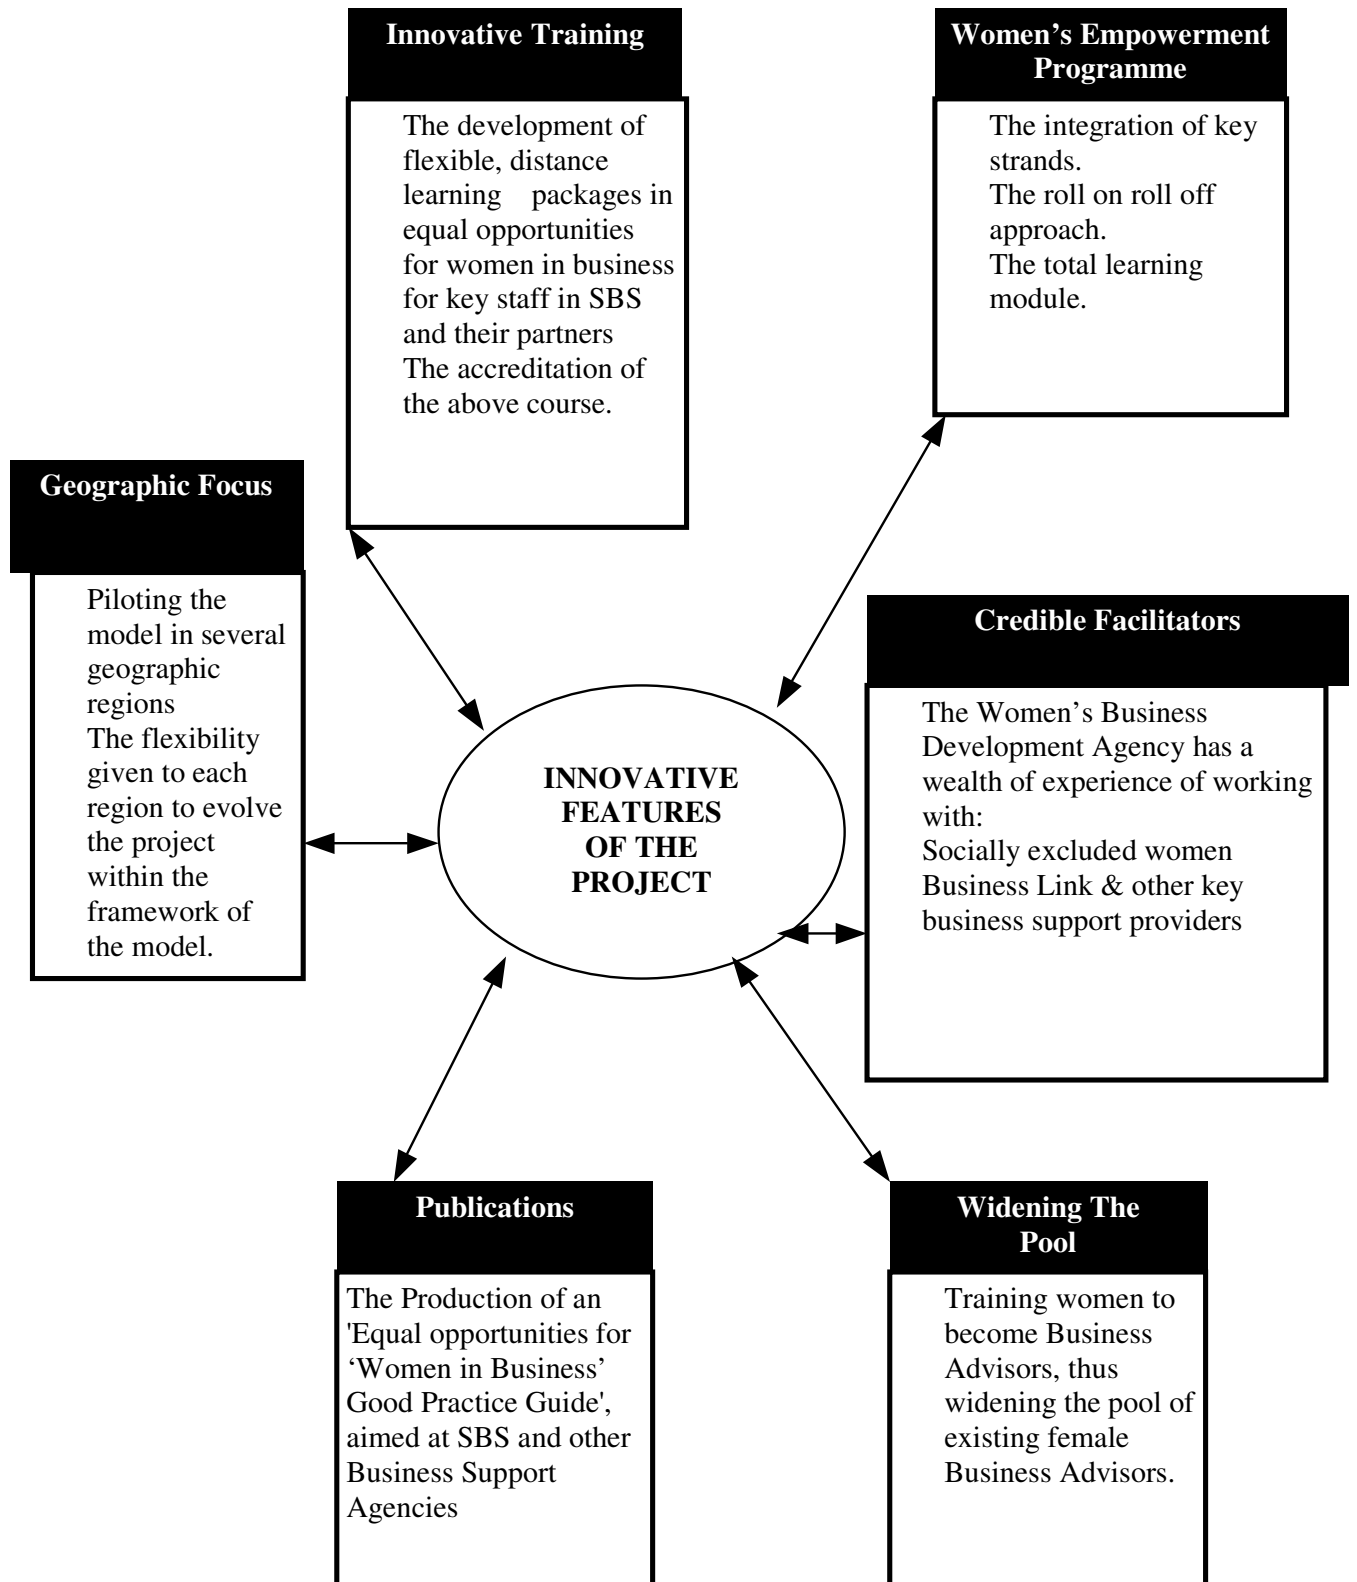 Innovative Training
The development of
flexible, distance
learning packages in
equal opportunities
for women in business
for key staff in SBS
and their partners
The accreditation of
the above course.
Women’s Empowerment
Programme
The integration of key
strands.
The roll on roll off
approach.
The total learning
module.
Geographic Focus
Piloting the
model in several
geographic
regions
The flexibility
given to each
region to evolve
the project
within the
framework of
the model.
Credible Facilitators
The Women’s Business
Development Agency has a
wealth of experience of working
with:
Socially excluded women
Business Link & other key
business support providers
INNOVATIVE
FEATURES
OF THE
PROJECT
Publications
The Production of an
'Equal opportunities for
‘Women in Business’
Good Practice Guide',
aimed at SBS and other
Business Support
Agencies
Widening The
Pool
Training women to
become Business
Advisors, thus
widening the pool of
existing female
Business Advisors.